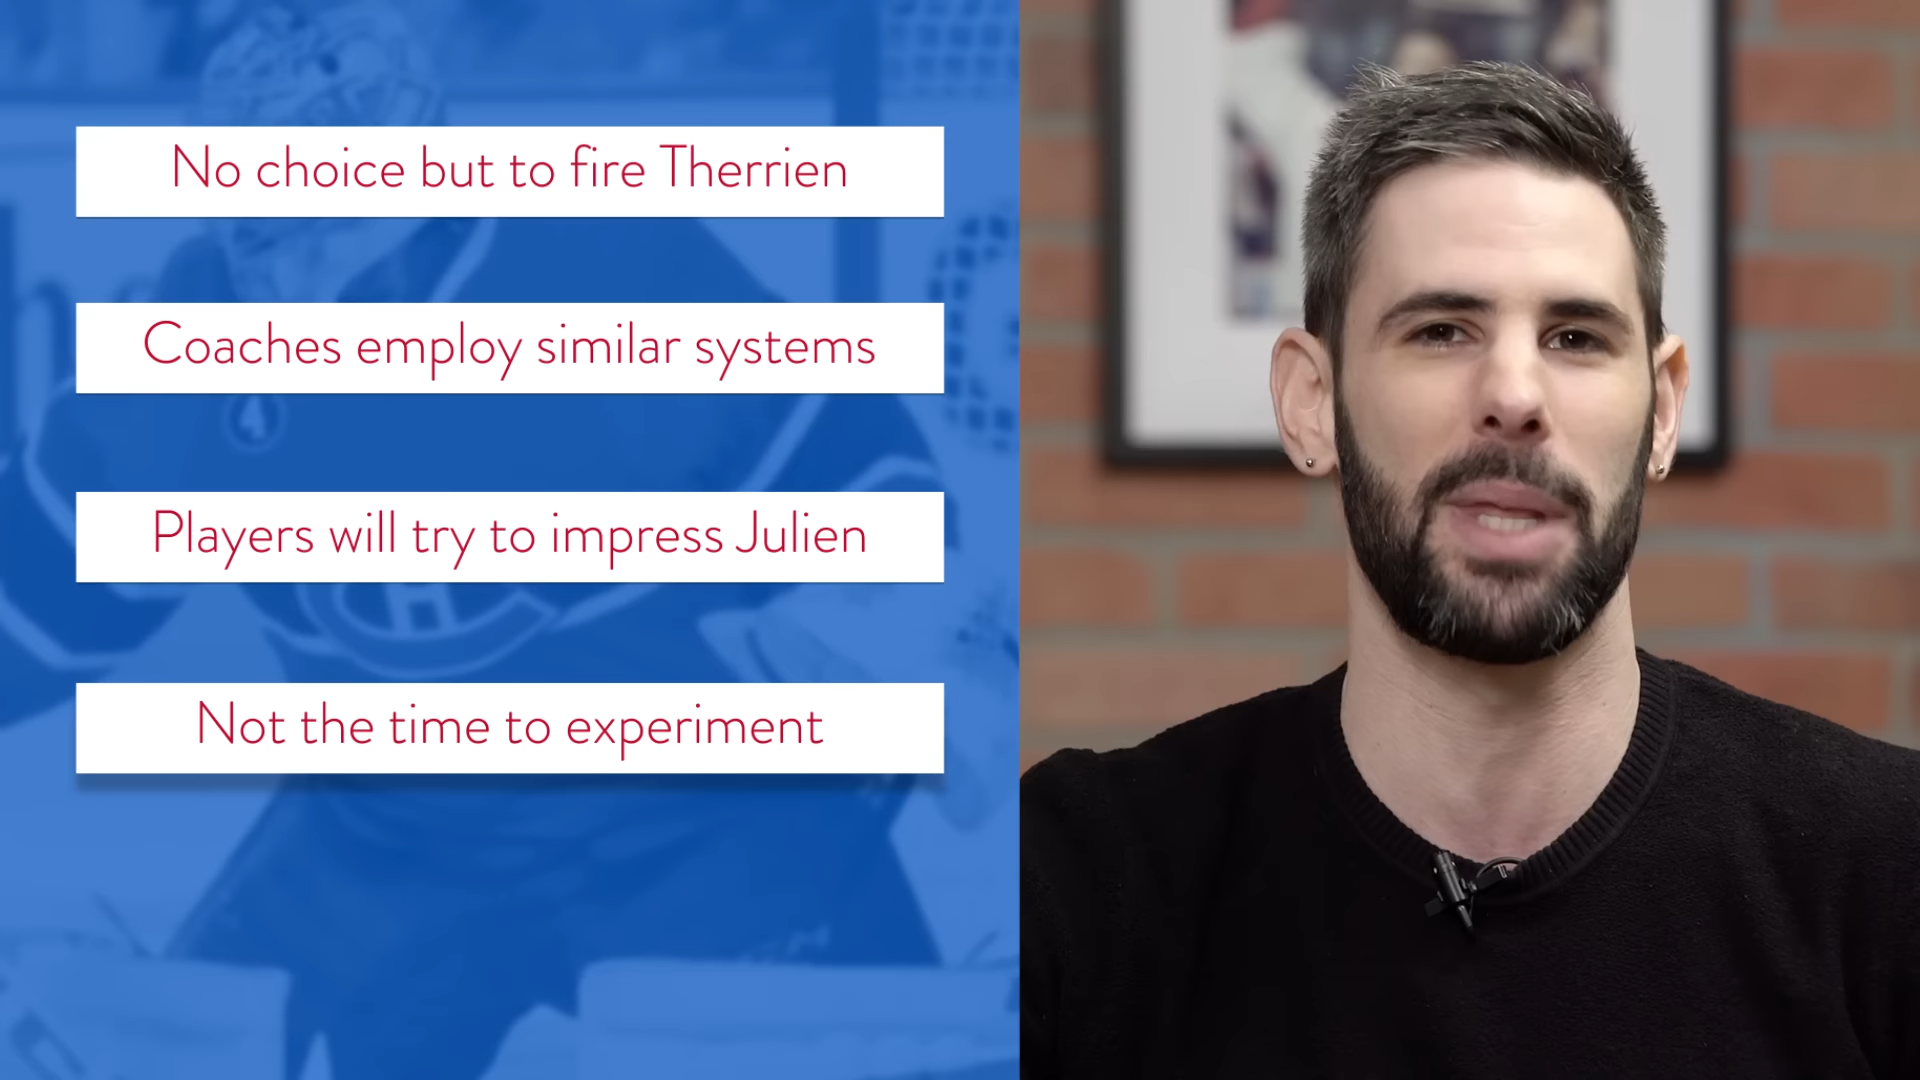 No choice but to fire Therrien
Coaches employ similar systems
Players will try to impress Julien
Not the time to experiment